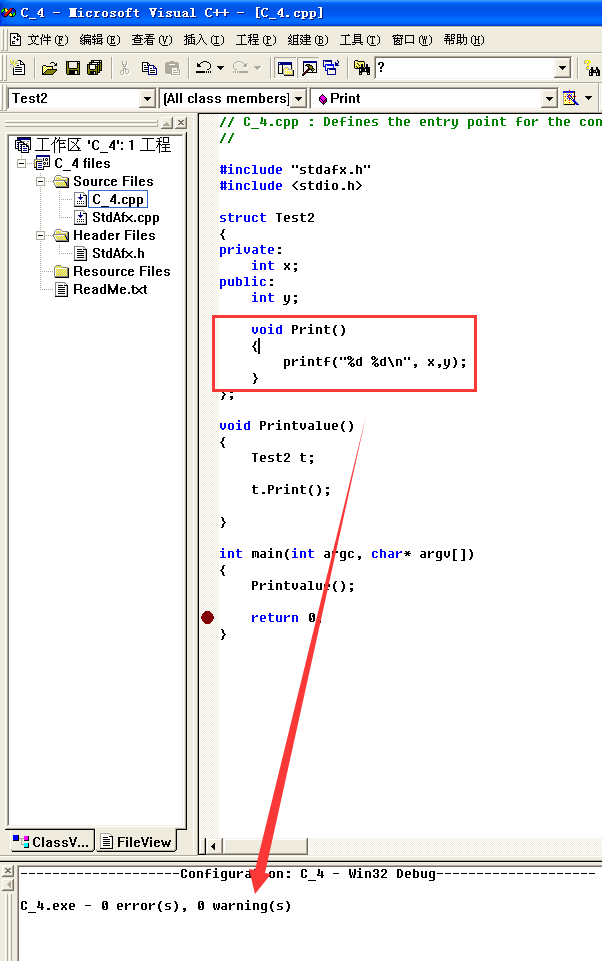 C_4 - Microsoft Visual C++ - [C_4.cpp]
文件(F) 编辑(E) 查看(V) 插入(I) 工程(P) 组建(B) 工具(T) 窗口(W) 帮助(H)
?
Test2 [All class members] Print
工作区 'C_4': 1 工程
C_4 files
Source Files
C_4.cpp
StdAfx.cpp
Header Files
StdAfx.h
Resource Files
ReadMe.txt
ClassV... FileView
// C_4.cpp : Defines the entry point for the con
//
#include "stdafx.h"
#include <stdio.h>
struct Test2
{
private:
int x;
public:
int y;
void Print()
{
printf("%d %d\n", x,y);
}
};
void Printvalue()
{
Test2 t;
t.Print();
}
int main(int argc, char* argv[])
{
Printvalue();
return 0;
}
--------------------Configuration: C_4 - Win32 Debug--------------------
C_4.exe - 0 error(s), 0 warning(s)